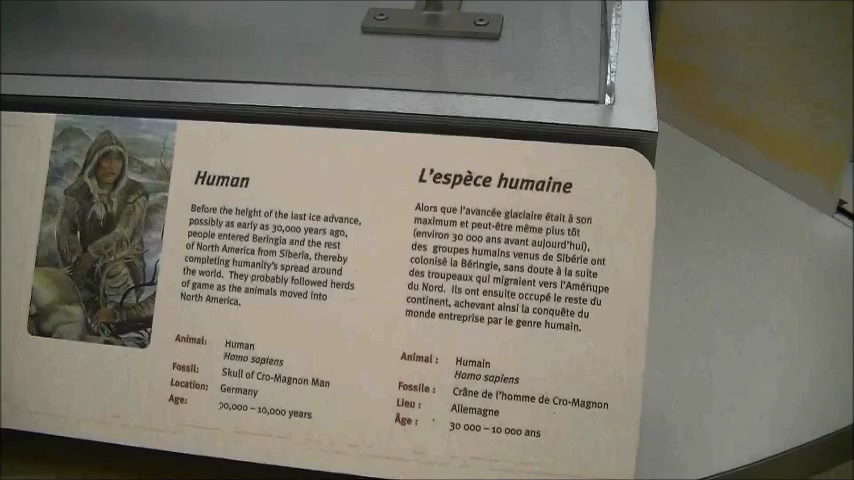 Human
Before the height of the last ice advance,
possibly as early as 30,000 years ago,
people entered Beringia and the rest
of North America from Siberia, thereby
completing humanity's spread around
the world. They probably followed herds
of game as the animals moved into
North America.
Animal: Human
Homo sapiens
Fossil: Skull of Cro-Magnon Man
Location: Germany
Age: 30,000 – 10,000 years
L'espèce humaine
Alors que l'avancée glaciaire était à son
maximum et peut-être même plus tôt
(environ 30 000 ans avant aujourd'hui),
des groupes humains venus de Sibérie ont
colonisé la Béringie, sans doute à la suite
des troupeaux qui migraient vers l'Amérique
du Nord. Ils ont ensuite occupé le reste du
continent, achevant ainsi la conquête du
monde entreprise par le genre humain.
Animal : Humain
Homo sapiens
Fossile : Crâne de l'homme de Cro-Magnon
Lieu : Allemagne
Âge : 30 000 – 10 000 ans